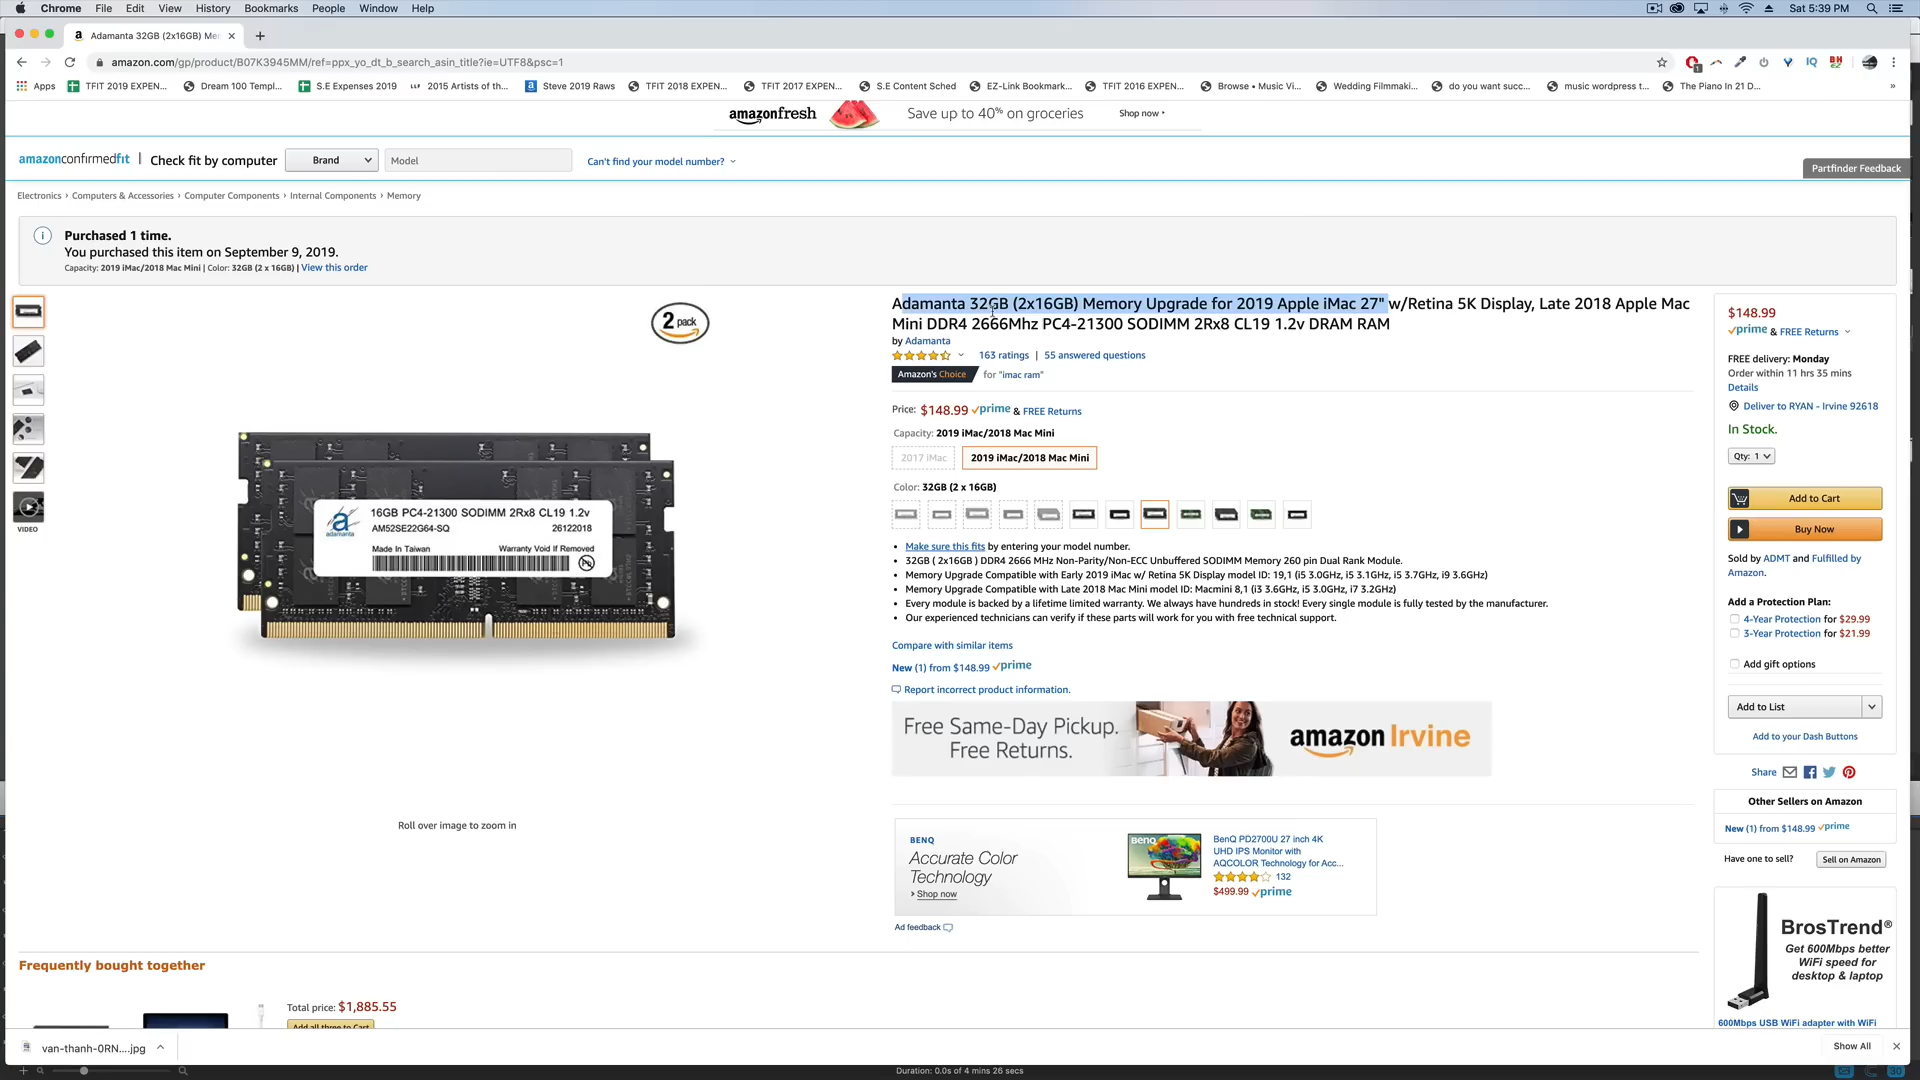 Chrome File Edit View History Bookmarks People Window Help
Sat 5:39 PM
Adamanta 32GB (2x16GB) Me
amazon.com/gp/product/B07K3945MM/ref=ppx_yo_dt_b_search_asin_title?ie=UTF8&psc=1
Apps TFIT 2019 EXPEN... Dream 100 Templ... S.E Expenses 2019 2015 Artists of th... Steve 2019 Raws TFIT 2018 EXPEN... TFIT 2017 EXPEN... S.E Content Sched EZ-Link Bookmark... TFIT 2016 EXPEN... Browse • Music Vi... Wedding Filmmaki... do you want succ... music wordpress t... The Piano In 21 D... »
amazonfresh Save up to 40% on groceries Shop now ›
amazonconfirmedfit | Check fit by computer Brand Model Can't find your model number?
Partfinder Feedback
Electronics › Computers & Accessories › Computer Components › Internal Components › Memory
Purchased 1 time.
You purchased this item on September 9, 2019.
Capacity: 2019 iMac/2018 Mac Mini | Color: 32GB (2 x 16GB) | View this order
2 pack
16GB PC4-21300 SODIMM 2Rx8 CL19 1.2v
adamanta
AM52SE22G64-SQ 26122018
Made In Taiwan Warranty Void If Removed
Pb
VIDEO
Roll over image to zoom in
Adamanta 32GB (2x16GB) Memory Upgrade for 2019 Apple iMac 27" w/Retina 5K Display, Late 2018 Apple Mac
Mini DDR4 2666Mhz PC4-21300 SODIMM 2Rx8 CL19 1.2v DRAM RAM
by Adamanta
163 ratings | 55 answered questions
Amazon's Choice for "imac ram"
Price: $148.99 prime & FREE Returns
Capacity: 2019 iMac/2018 Mac Mini
2017 iMac 2019 iMac/2018 Mac Mini
Color: 32GB (2 x 16GB)
• Make sure this fits by entering your model number.
• 32GB ( 2x16GB ) DDR4 2666 MHz Non-Parity/Non-ECC Unbuffered SODIMM Memory 260 pin Dual Rank Module.
• Memory Upgrade Compatible with Early 2019 iMac w/ Retina 5K Display model ID: 19,1 (i5 3.0GHz, i5 3.1GHz, i5 3.7GHz, i9 3.6GHz)
• Memory Upgrade Compatible with Late 2018 Mac Mini model ID: Macmini 8,1 (i3 3.6GHz, i5 3.0GHz, i7 3.2GHz)
• Every module is backed by a lifetime limited warranty. We always have hundreds in stock! Every single module is fully tested by the manufacturer.
• Our experienced technicians can verify if these parts will work for you with free technical support.
Compare with similar items
New (1) from $148.99 prime
Report incorrect product information.
Free Same-Day Pickup.
Free Returns.
amazon Irvine
BENQ
Accurate Color
Technology
› Shop now
BenQ
BenQ PD2700U 27 inch 4K
UHD IPS Monitor with
AQCOLOR Technology for Acc...
132
$499.99 prime
Ad feedback
$148.99
prime & FREE Returns
FREE delivery: Monday
Order within 11 hrs 35 mins
Details
Deliver to RYAN - Irvine 92618
In Stock.
Qty: 1
Add to Cart
Buy Now
Sold by ADMT and Fulfilled by
Amazon.
Add a Protection Plan:
4-Year Protection for $29.99
3-Year Protection for $21.99
Add gift options
Add to List
Add to your Dash Buttons
Share
Other Sellers on Amazon
New (1) from $148.99 prime
Have one to sell? Sell on Amazon
BrosTrend®
Get 600Mbps better
WiFi speed for
desktop & laptop
600Mbps USB WiFi adapter with WiFi
Frequently bought together
Total price: $1,885.55
Add all three to Cart
van-thanh-0RN....jpg
Show All
Duration: 0.0s of 4 mins 26 secs
30